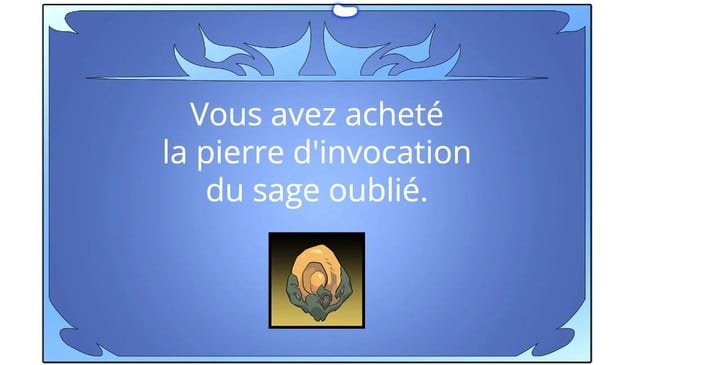 Vous avez acheté
la pierre d'invocation
du sage oublié.